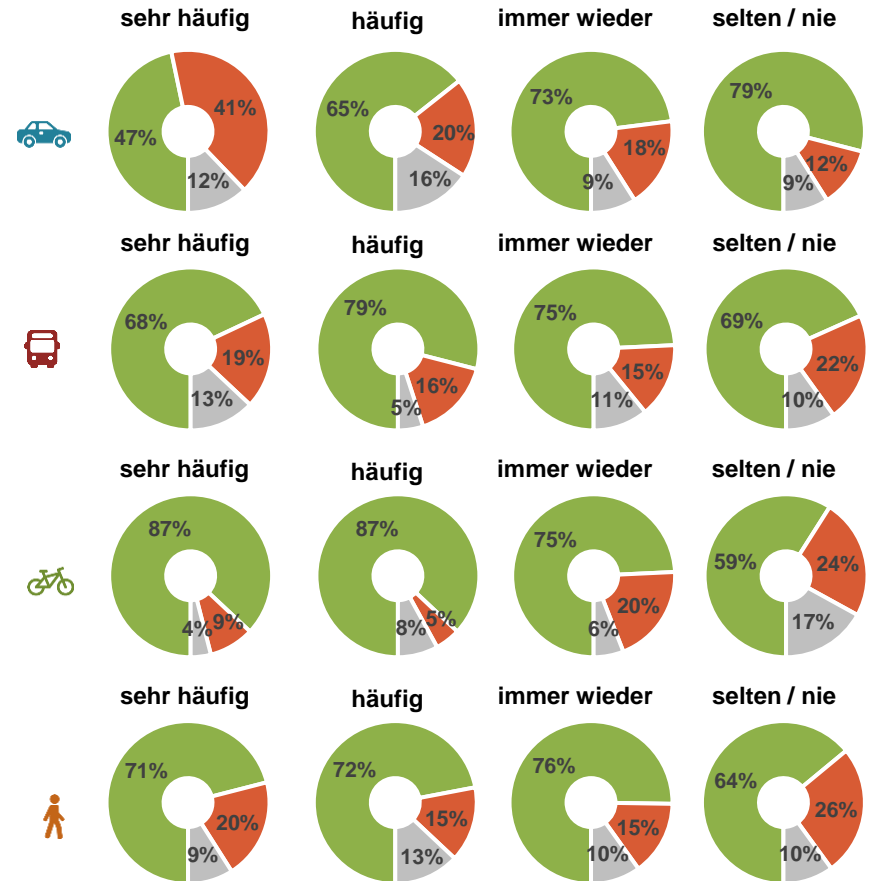 sehr häufig häufig immer wieder selten / nie
47% 41% 12% 65% 20% 16% 73% 18% 9% 79% 12% 9%
sehr häufig häufig immer wieder selten / nie
68% 19% 13% 79% 16% 5% 75% 15% 11% 69% 22% 10%
sehr häufig häufig immer wieder selten / nie
87% 9% 4% 87% 5% 8% 75% 20% 6% 59% 24% 17%
sehr häufig häufig immer wieder selten / nie
71% 20% 9% 72% 15% 13% 76% 15% 10% 64% 26% 10%